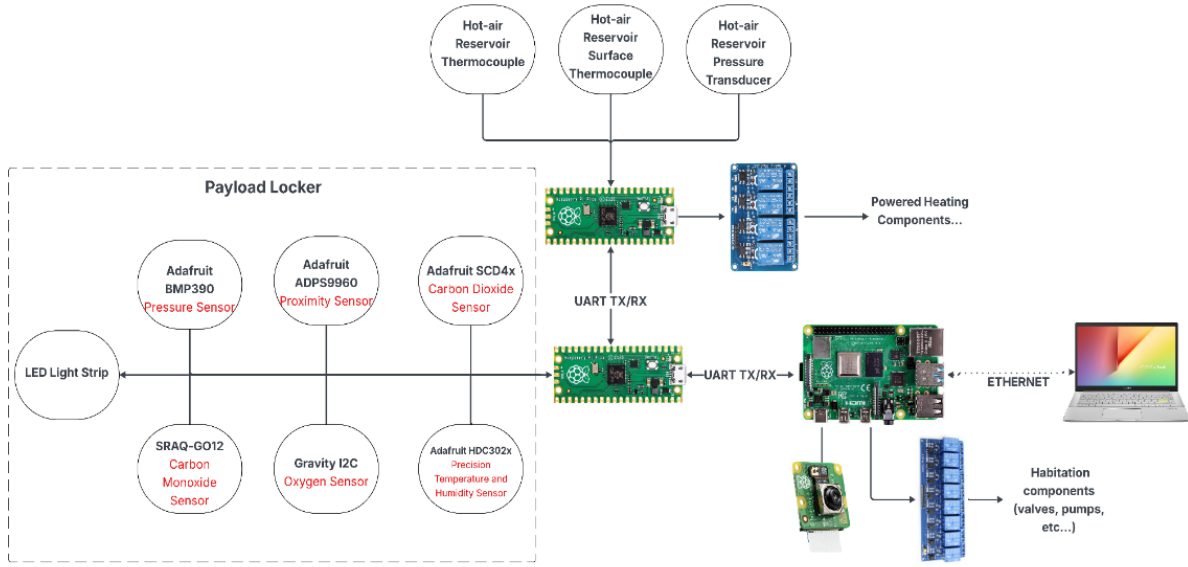 Hot-air
Reservoir
Thermocouple
Hot-air
Reservoir
Surface
Thermocouple
Hot-air
Reservoir
Pressure
Transducer
Payload Locker
Powered Heating
Components...
Adafruit
BMP390
Pressure Sensor
Adafruit
ADPS9960
Proximity Sensor
Adafruit SCD4x
Carbon Dioxide
Sensor
UART TX/RX
LED Light Strip
UART TX/RX
ETHERNET
SRAQ-GO12
Carbon
Monoxide
Sensor
Gravity I2C
Oxygen Sensor
Adafruit HDC302x
Precision
Temperature and
Humidity Sensor
HDMI
Habitation
components
(valves, pumps,
etc...)